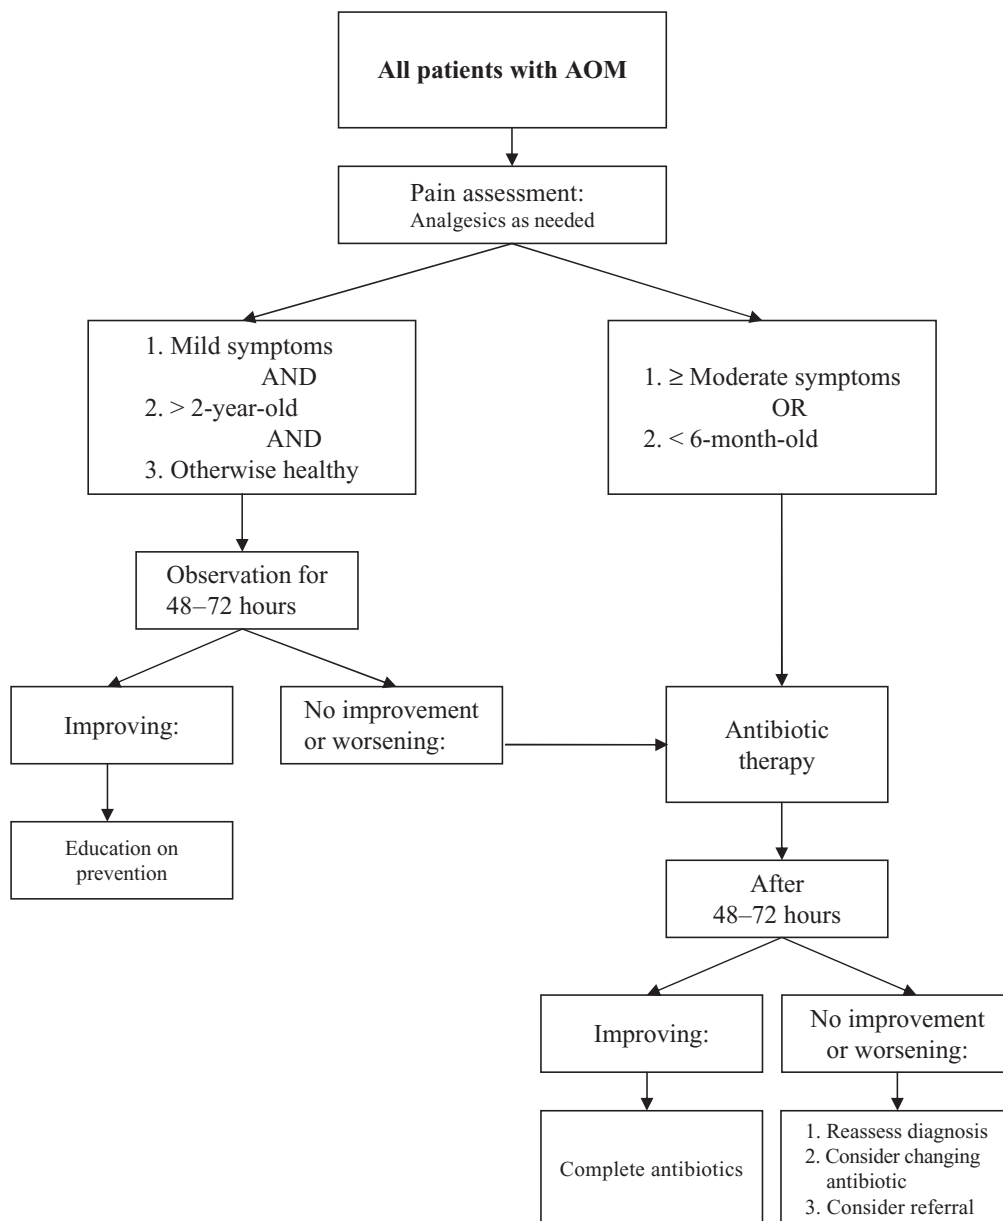 All patients with AOM
Pain assessment:
Analgesics as needed
1. Mild symptoms
AND
2. > 2-year-old
AND
3. Otherwise healthy
1. ≥ Moderate symptoms
OR
2. < 6-month-old
Observation for
48–72 hours
Improving:
No improvement
or worsening:
Antibiotic
therapy
Education on
prevention
After
48–72 hours
Improving:
No improvement
or worsening:
Complete antibiotics
1. Reassess diagnosis
2. Consider changing
antibiotic
3. Consider referral